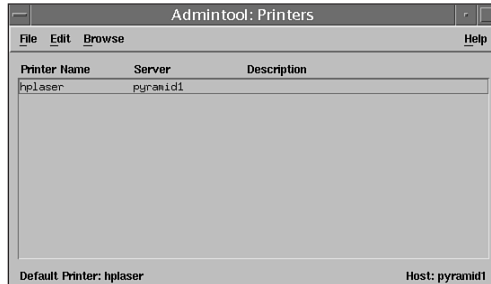 Admintool: Printers
File Edit Browse Help
Printer Name Server Description
hplaser pyramid1
Default Printer: hplaser Host: pyramid1